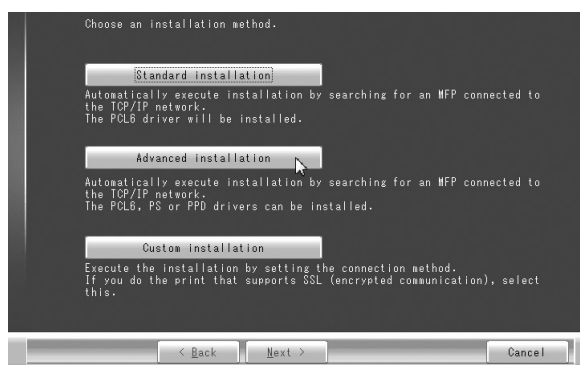 Choose an installation method.
Standard installation
Automatically execute installation by searching for an MFP connected to
the TCP/IP network.
The PCL6 driver will be installed.
Advanced installation
Automatically execute installation by searching for an MFP connected to
the TCP/IP network.
The PCL6, PS or PPD drivers can be installed.
Custom installation
Execute the installation by setting the connection method.
If you do the print that supports SSL (encrypted communication), select
this.
< Back
Next >
Cancel